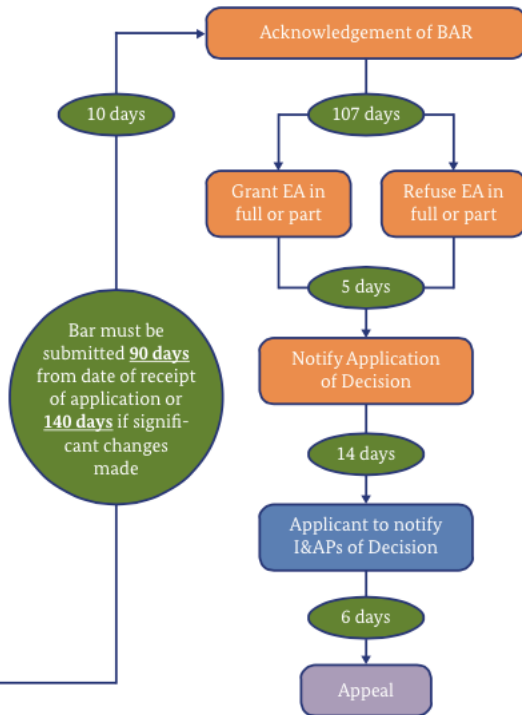 Acknowledgement of BAR
10 days
107 days
Grant EA in
full or part
Refuse EA in
full or part
5 days
Bar must be
submitted 90 days
from date of receipt
of application or
140 days if signifi-
cant changes
made
Notify Application
of Decision
14 days
Applicant to notify
I&APs of Decision
6 days
Appeal